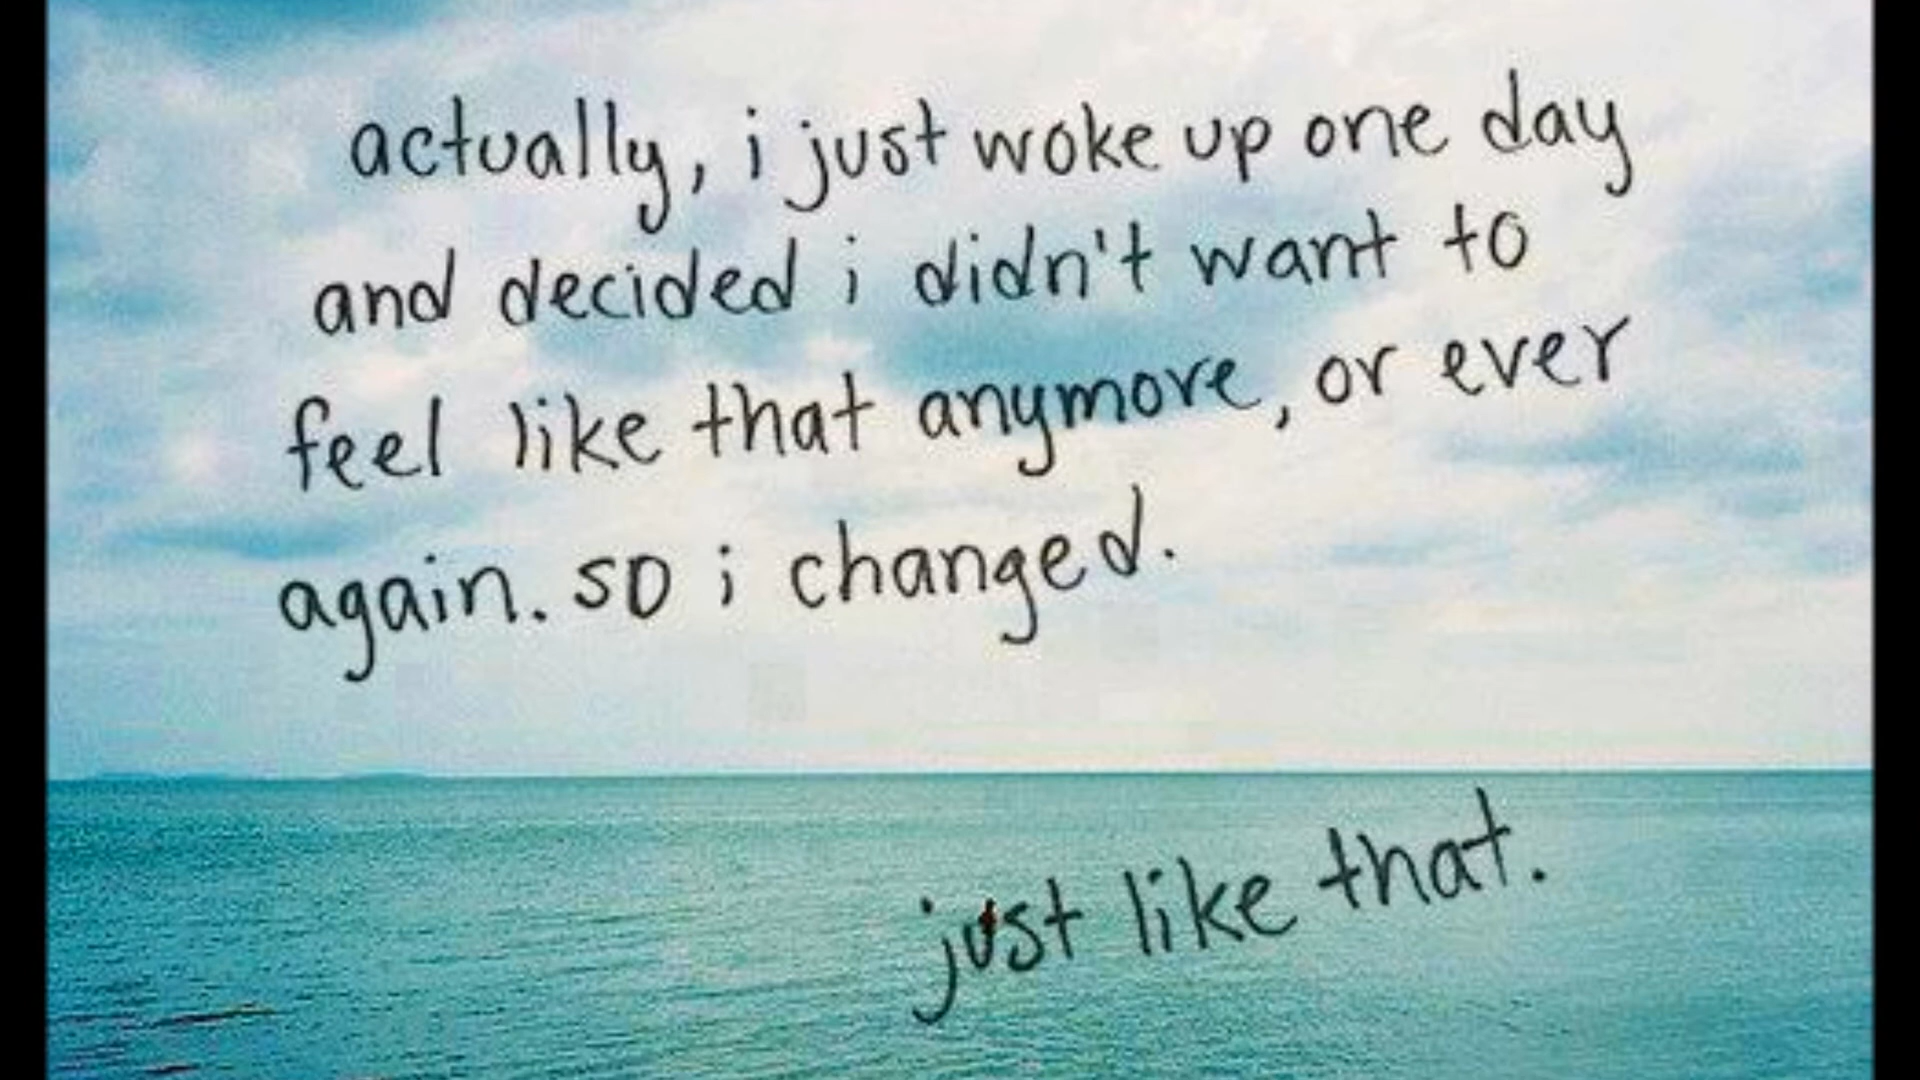 actually, i just woke up one day
and decided i didn't want to
feel like that anymore, or ever
again. so i changed.
just like that.